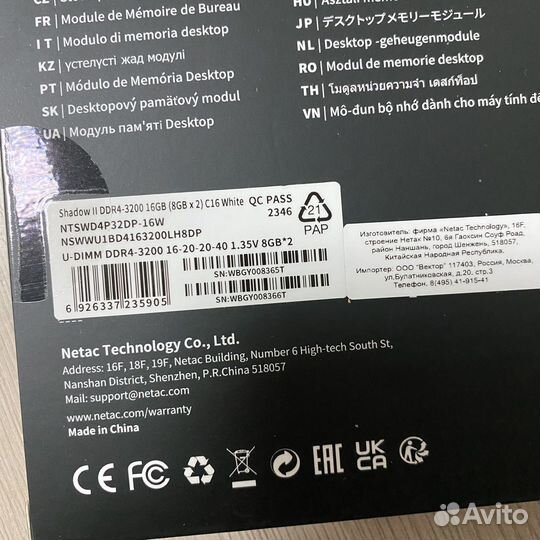 FR | Module de Mémoire de Bureau
IT | Modulo di memoria desktop
KZ | үстелүсті жад модулі
PT | Módulo de Memória Desktop
SK | Desktopový pamäťový modul
UA | Модуль пам'яті Desktop
HU | Asztali
JP | デスクトップメモリーモジュール
NL | Desktop -geheugenmodule
RO | Modul de memorie desktop
TH | โมดูลหน่วยความจำ เดสก์ท็อป
VN | Mô-đun bộ nhớ dành cho máy tính để
Shadow II DDR4-3200 16GB (8GB x 2) C16 White QC PASS
2346
NTSWD4P32DP-16W
NSWWU1BD4163200LH8DP
U-DIMM DDR4-3200 16-20-20-40 1.35V 8GB*2
6 926337 235905
SN:WBGY008365T
SN:WBGY008366T
21
PAP
Изготовитель: фирма «Netac Technology», 16F,
строение Нетак №10, 6я Гаоксин Соуф Роад,
район Наньшань, город Шеньжень, 518057,
Китайская Народная Республика.
Импортер: ООО "Вектор" 117403, Россия, Москва,
ул.Булатниковская, д.20, стр.3
Телефон. 8(495) 41-915-41
Netac Technology Co., Ltd.
Address: 16F, 18F, 19F, Netac Building, Number 6 High-tech South St,
Nanshan District, Shenzhen, P.R.China 518057
Mail: support@netac.com
www.netac.com/warranty
Made in China
CE FC EAC UK
CA
Avito